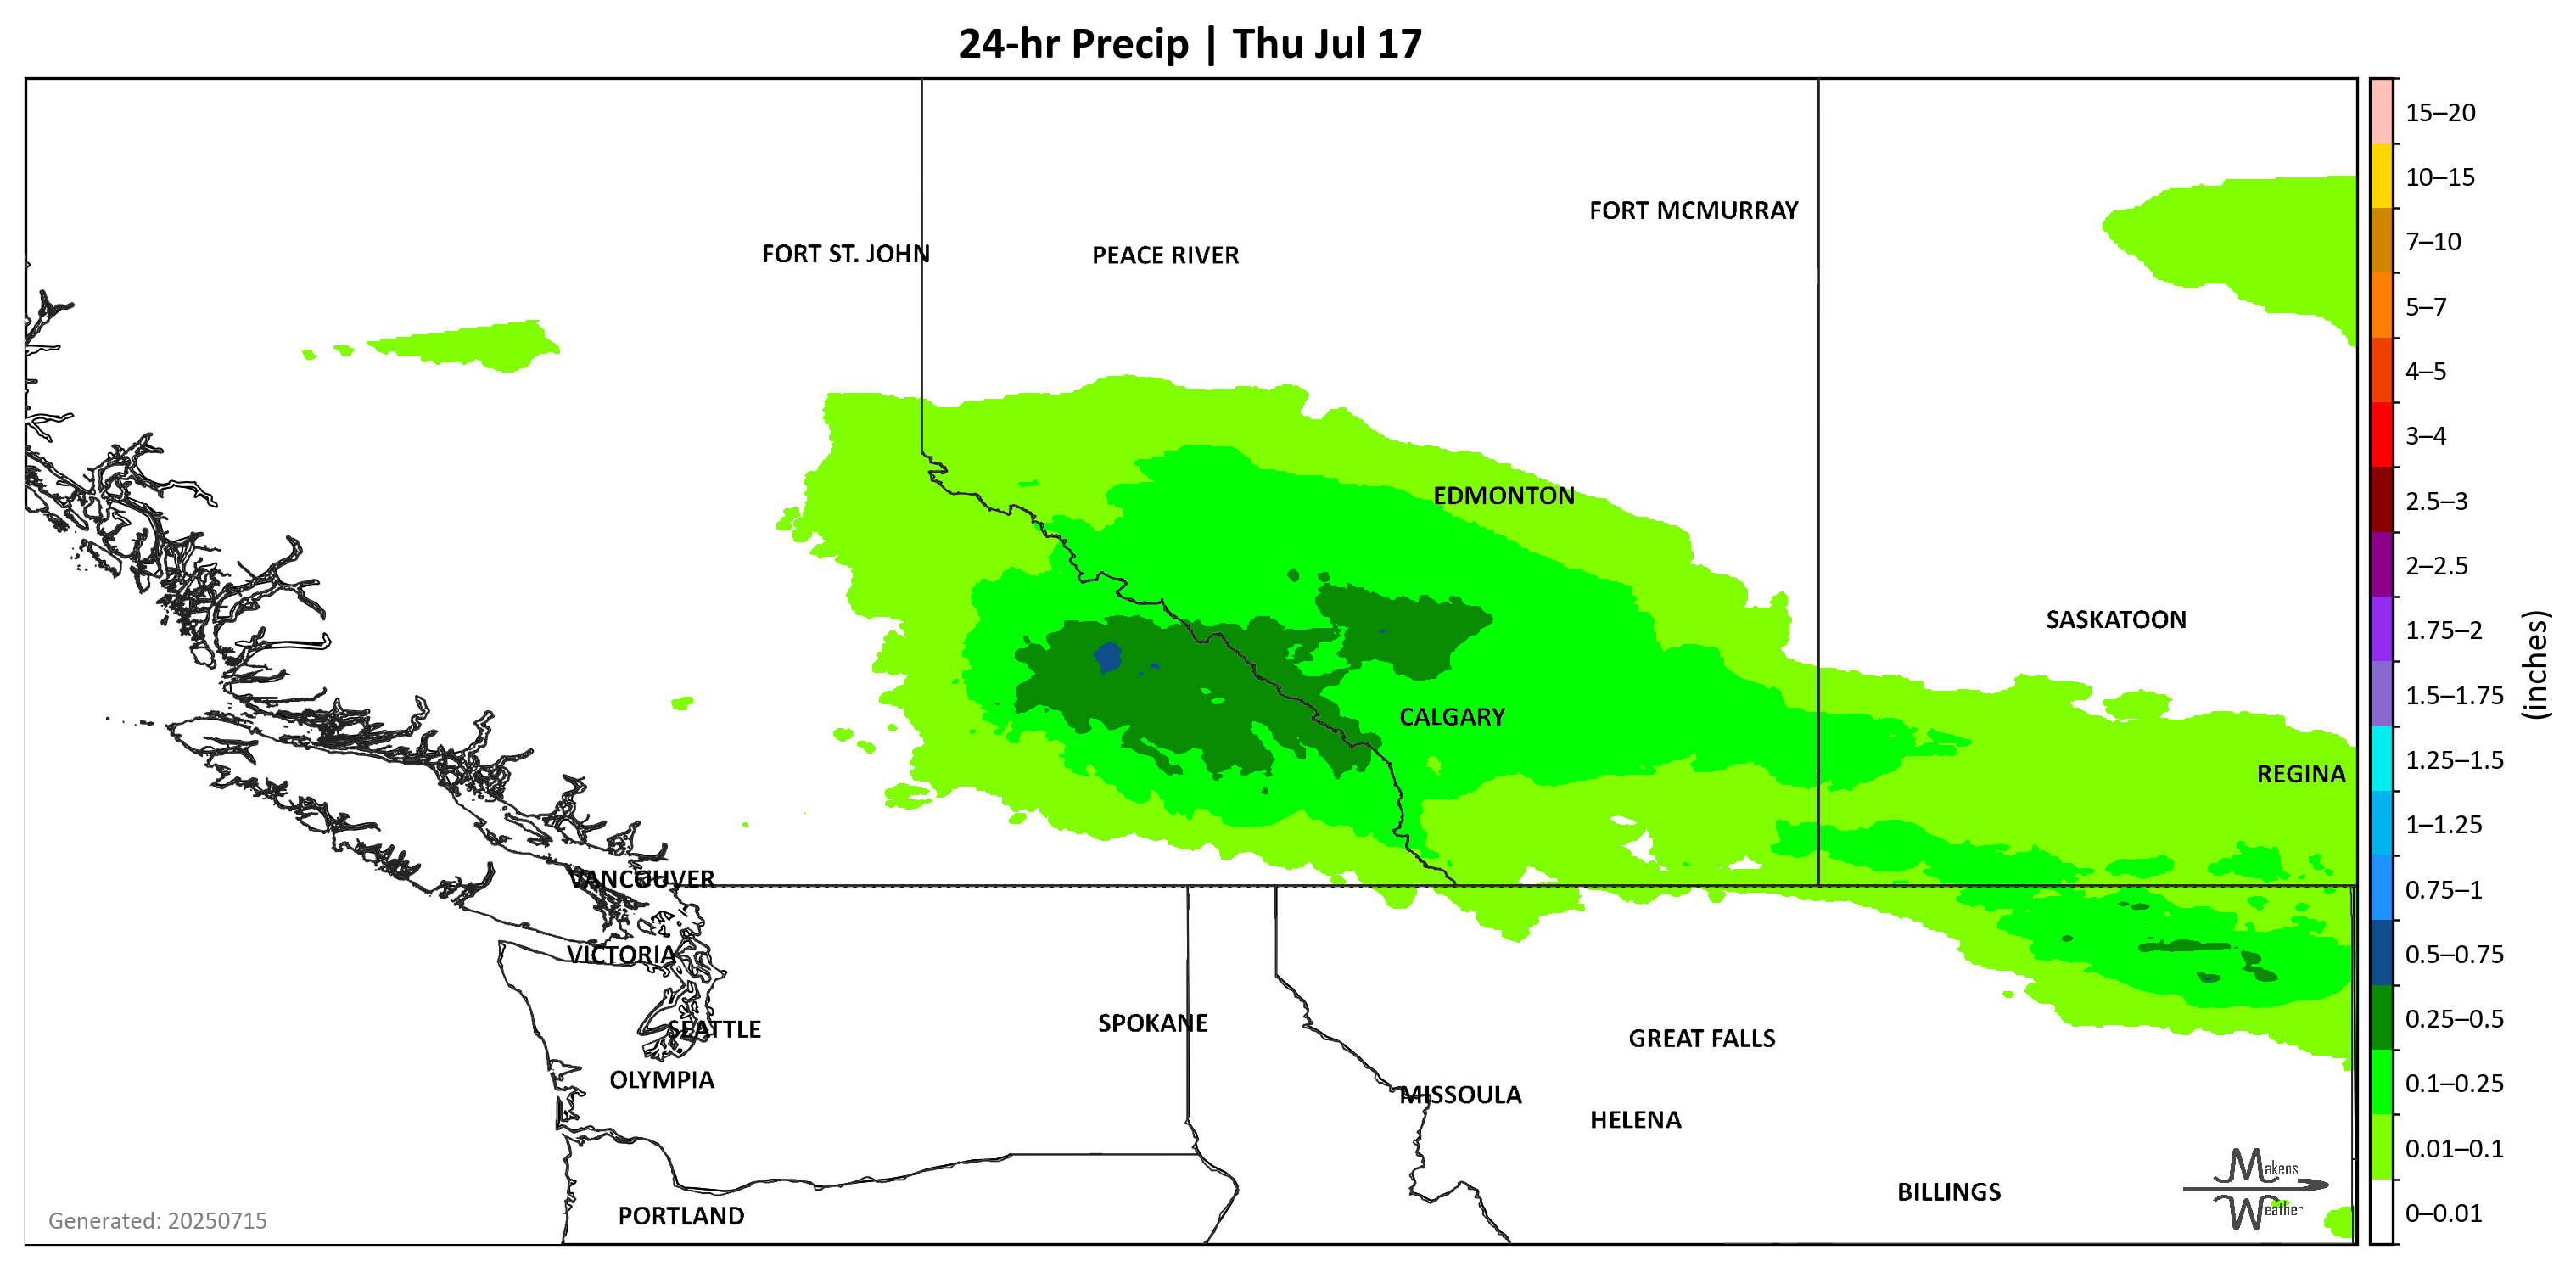 24-hr Precip | Thu Jul 17
15–20
10–15
FORT MCMURRAY
7–10
FORT ST. JOHN
PEACE RIVER
5–7
4–5
3–4
EDMONTON
2.5–3
2–2.5
SASKATOON
1.75–2
(inches)
1.5–1.75
CALGARY
1.25–1.5
REGINA
1–1.25
VANCOUVER
0.75–1
VICTORIA
0.5–0.75
SPOKANE
0.25–0.5
SEATTLE
GREAT FALLS
OLYMPIA
0.1–0.25
MISSOULA
HELENA
0.01–0.1
Makens
BILLINGS
Weather
PORTLAND
0–0.01
Generated: 20250715